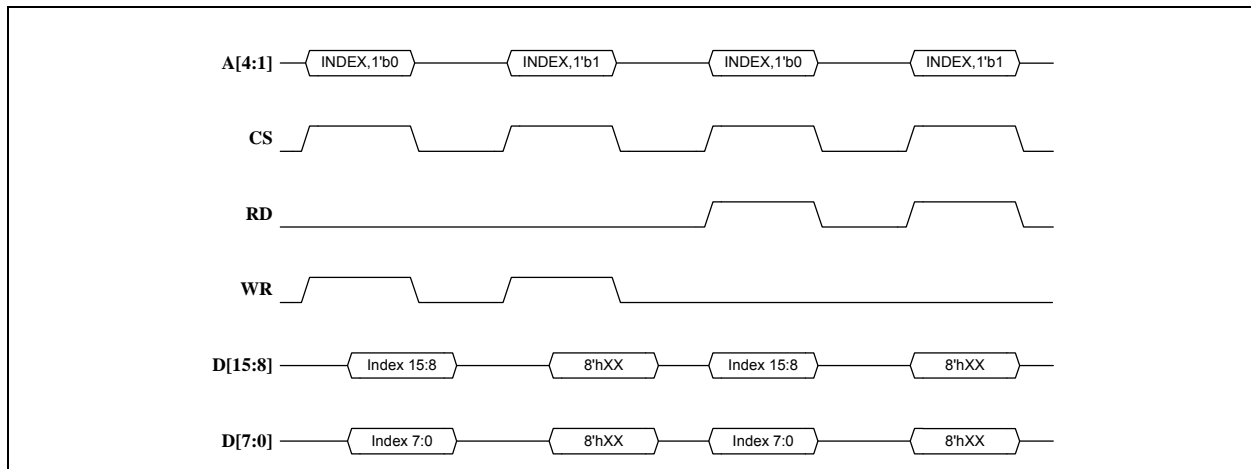 A[4:1] INDEX,1'b0 INDEX,1'b1 INDEX,1'b0 INDEX,1'b1
CS
RD
WR
D[15:8] Index 15:8 8'hXX Index 15:8 8'hXX
D[7:0] Index 7:0 8'hXX Index 7:0 8'hXX